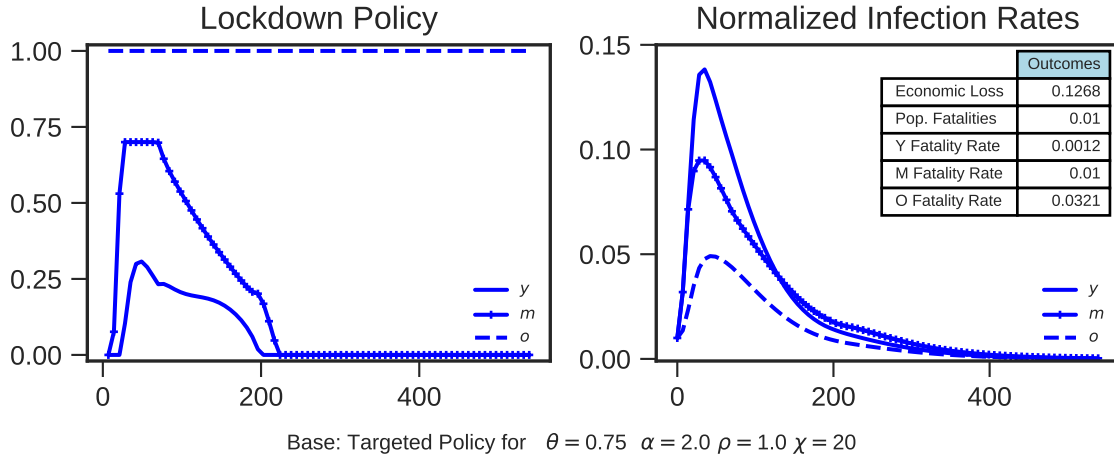 Lockdown Policy
1.00
0.75
0.50
0.25
0.00
0
200
400
y
m
o
Normalized Infection Rates
0.15
0.10
0.05
0.00
0
200
400
Outcomes
Economic Loss 0.1268
Pop. Fatalities 0.01
Y Fatality Rate 0.0012
M Fatality Rate 0.01
O Fatality Rate 0.0321
y
m
o
Base: Targeted Policy for θ = 0.75 α = 2.0 ρ = 1.0 χ = 20